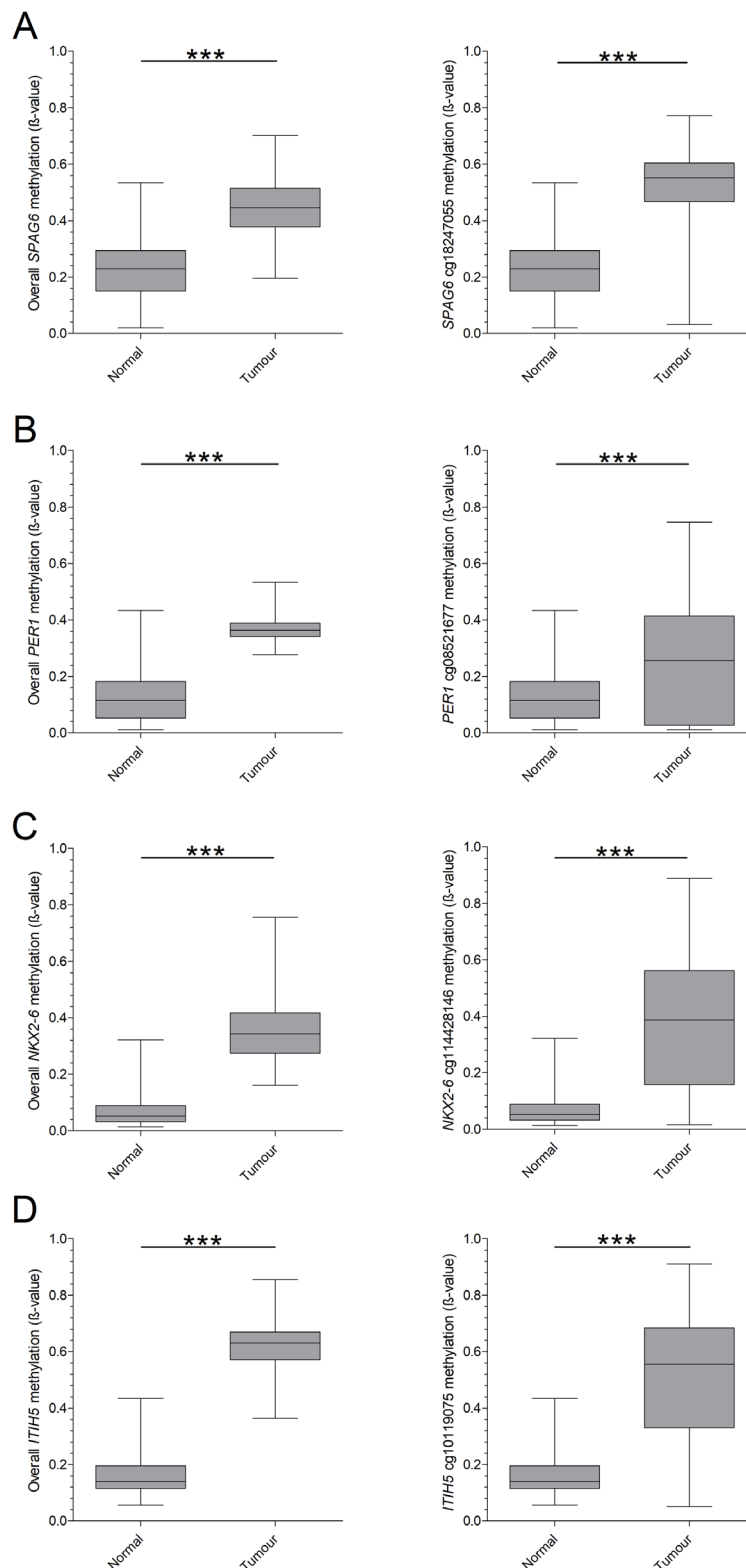 A
Overall SPAG6 methylation (ß-value)
1.0
0.8
0.6
0.4
0.2
0.0
***
Normal
Tumour
SPAG6 cg18247055 methylation (ß-value)
1.0
0.8
0.6
0.4
0.2
0.0
***
Normal
Tumour
B
Overall PER1 methylation (ß-value)
1.0
0.8
0.6
0.4
0.2
0.0
***
Normal
Tumour
PER1 cg08521677 methylation (ß-value)
1.0
0.8
0.6
0.4
0.2
0.0
***
Normal
Tumour
C
Overall NKX2-6 methylation (ß-value)
1.0
0.8
0.6
0.4
0.2
0.0
***
Normal
Tumour
NKX2-6 cg114428146 methylation (ß-value)
1.0
0.8
0.6
0.4
0.2
0.0
***
Normal
Tumour
D
Overall ITIH5 methylation (ß-value)
1.0
0.8
0.6
0.4
0.2
0.0
***
Normal
Tumour
ITIH5 cg10119075 methylation (ß-value)
1.0
0.8
0.6
0.4
0.2
0.0
***
Normal
Tumour